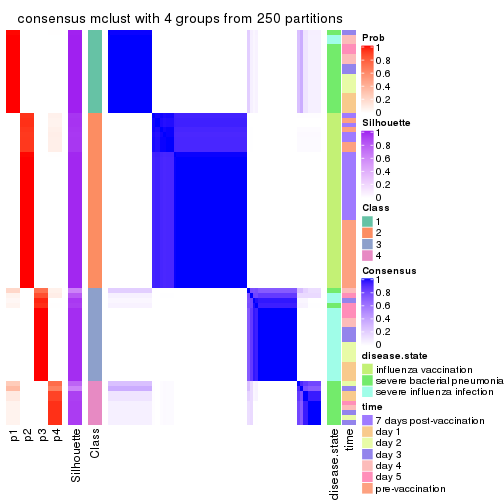 consensus mclust with 4 groups from 250 partitions
Prob
1
0.8
0.6
0.4
0.2
0
Silhouette
1
0.8
0.6
0.4
0.2
0
Class
1
2
3
4
Consensus
1
0.8
0.6
0.4
0.2
0
disease.state
influenza vaccination
severe bacterial pneumonia
severe influenza infection
time
7 days post-vaccination
day 1
day 2
day 3
day 4
day 5
pre-vaccination
p1
p2
p3
p4
Silhouette
Class
disease.state
time